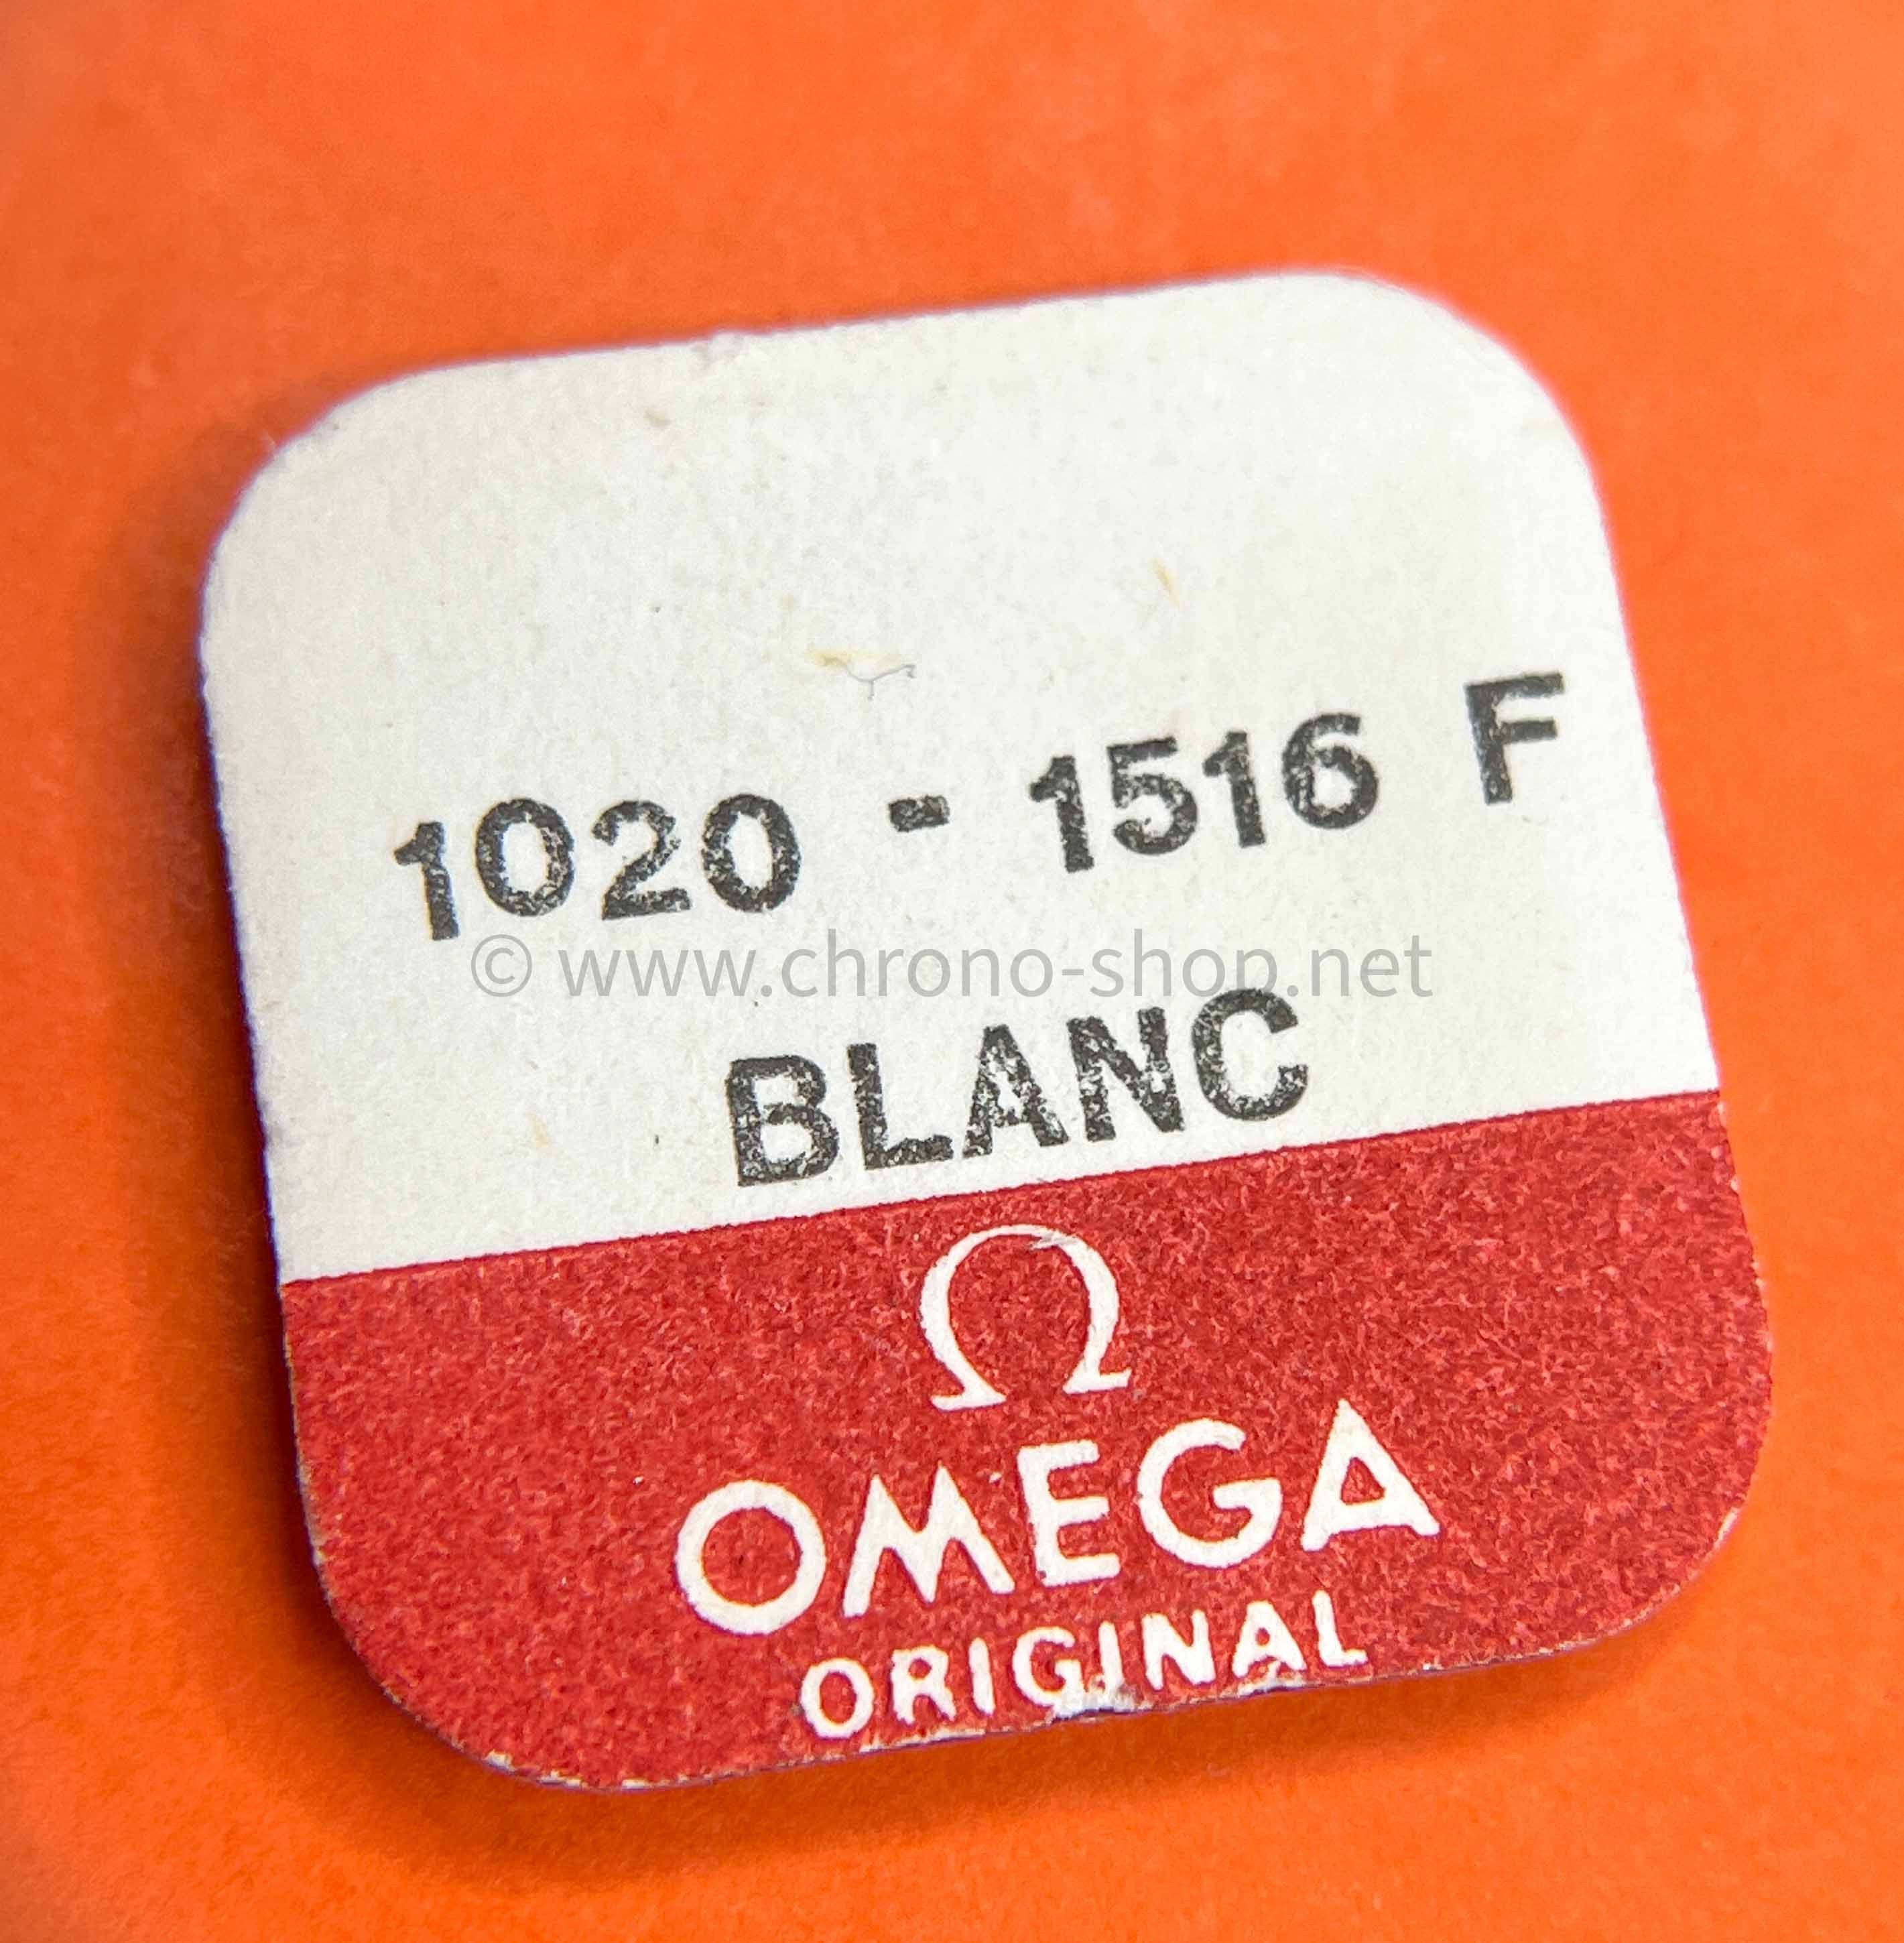 1020 - 1516 F
© www.chrono-shop.net
BLANC
Ω
OMEGA
ORIGINAL